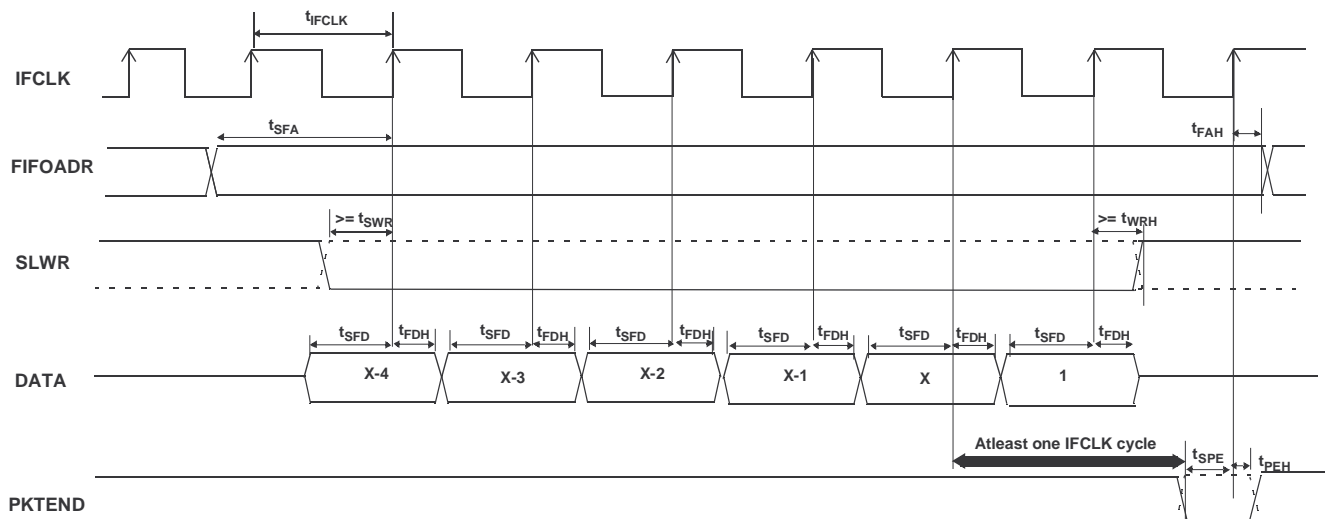 tIFCLK
IFCLK
tSFA
tFAH
FIFOADR
>= tSWR
>= tWRH
SLWR
tSFD tFDH tSFD tFDH tSFD tFDH tSFD tFDH tSFD tFDH tSFD tFDH
DATA X-4 X-3 X-2 X-1 X 1
Atleast one IFCLK cycle
tSPE tPEH
PKTEND